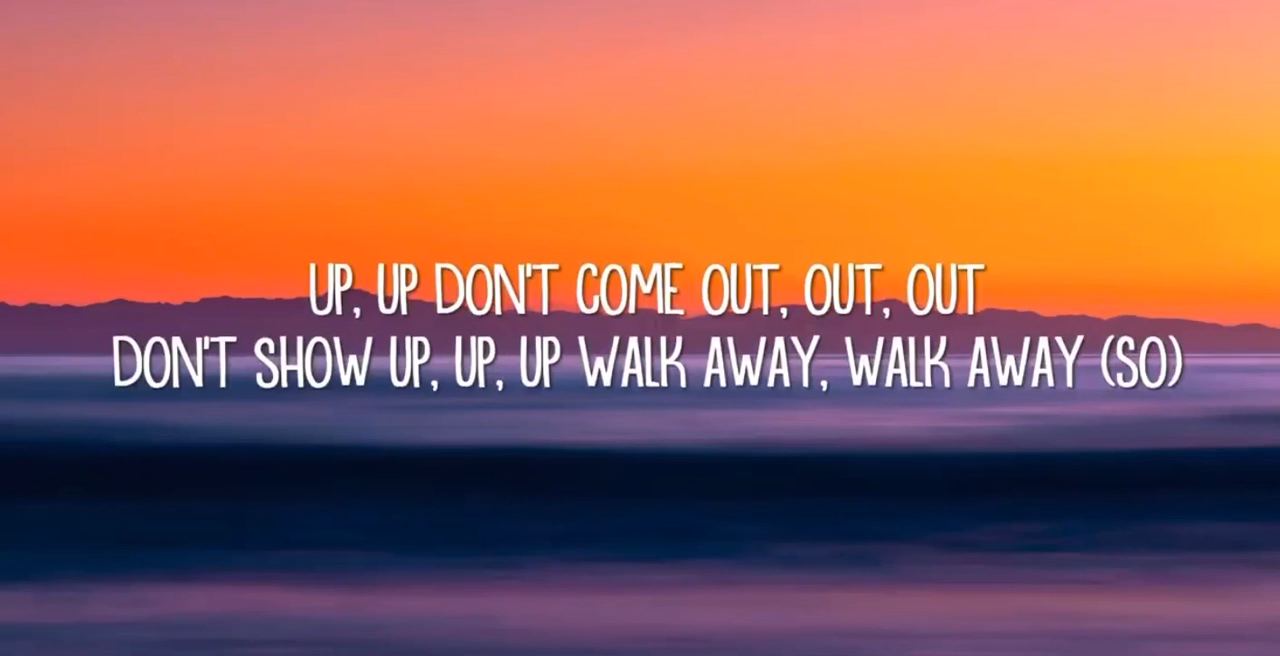 UP, UP DON'T COME OUT, OUT, OUT
DON'T SHOW UP, UP, UP WALK AWAY, WALK AWAY (SO)